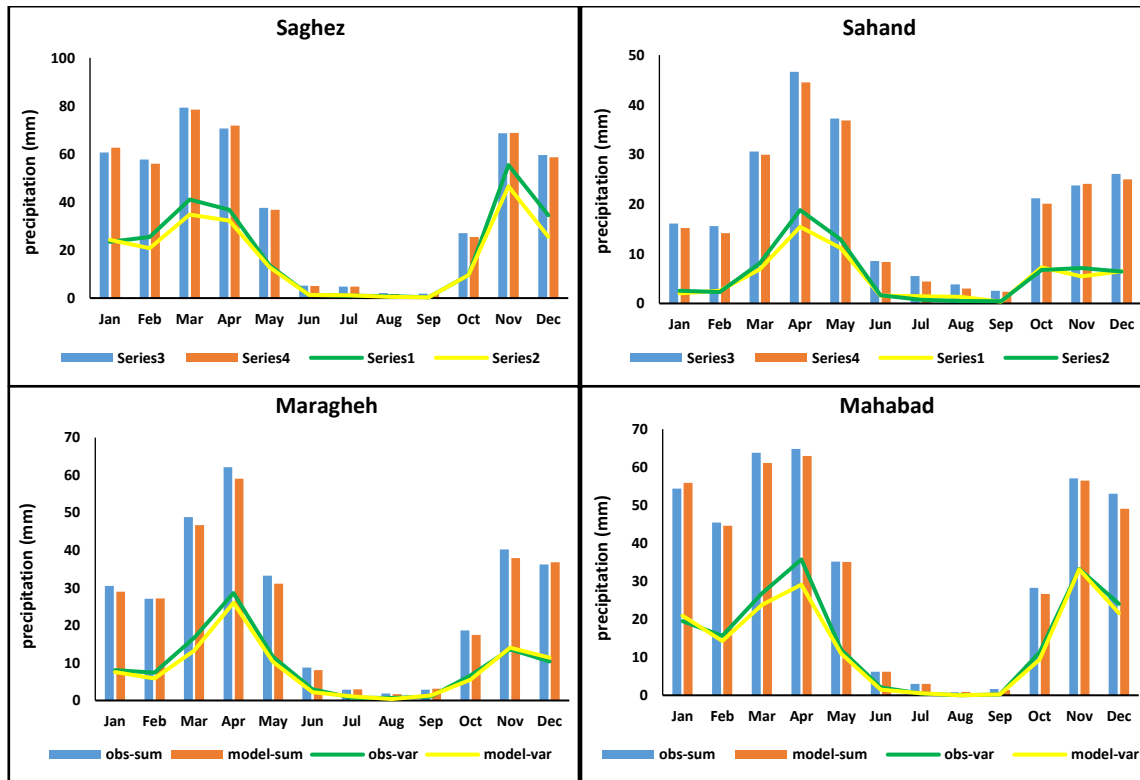 Saghez
precipitation (mm)
100
80
60
40
20
0
Jan Feb Mar Apr May Jun Jul Aug Sep Oct Nov Dec
Series3 Series4 Series1 Series2
Sahand
precipitation (mm)
50
40
30
20
10
0
Jan Feb Mar Apr May Jun Jul Aug Sep Oct Nov Dec
Series3 Series4 Series1 Series2
Maragheh
precipitation (mm)
70
60
50
40
30
20
10
0
Jan Feb Mar Apr May Jun Jul Aug Sep Oct Nov Dec
obs-sum model-sum obs-var model-var
Mahabad
precipitation (mm)
70
60
50
40
30
20
10
0
Jan Feb Mar Apr May Jun Jul Aug Sep Oct Nov Dec
obs-sum model-sum obs-var model-var